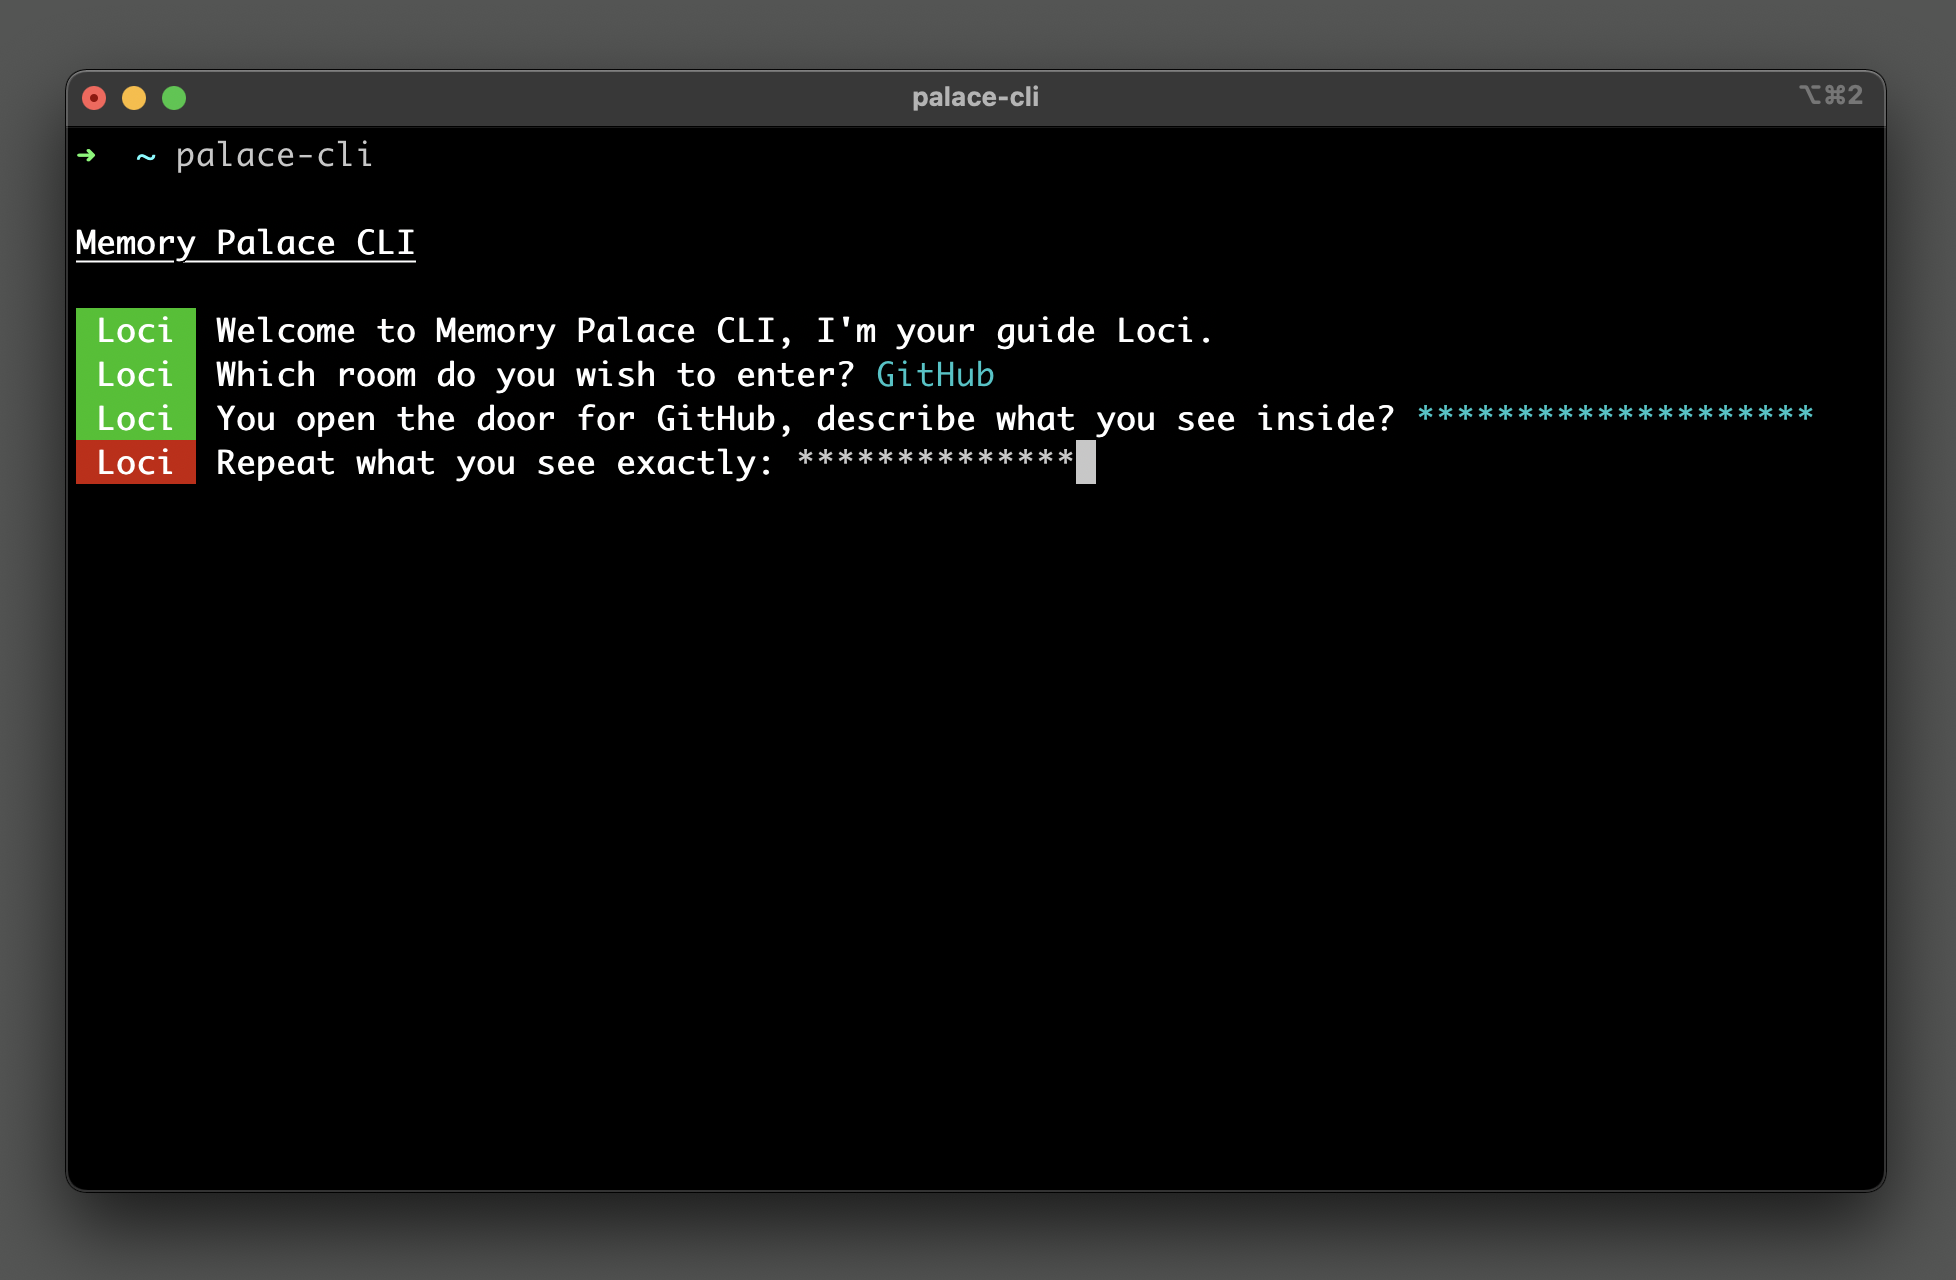 palace-cli ⌥⌘2
➜ ~ palace-cli
Memory Palace CLI
Loci Welcome to Memory Palace CLI, I'm your guide Loci.
Loci Which room do you wish to enter? GitHub
Loci You open the door for GitHub, describe what you see inside? ********************
Loci Repeat what you see exactly: **************